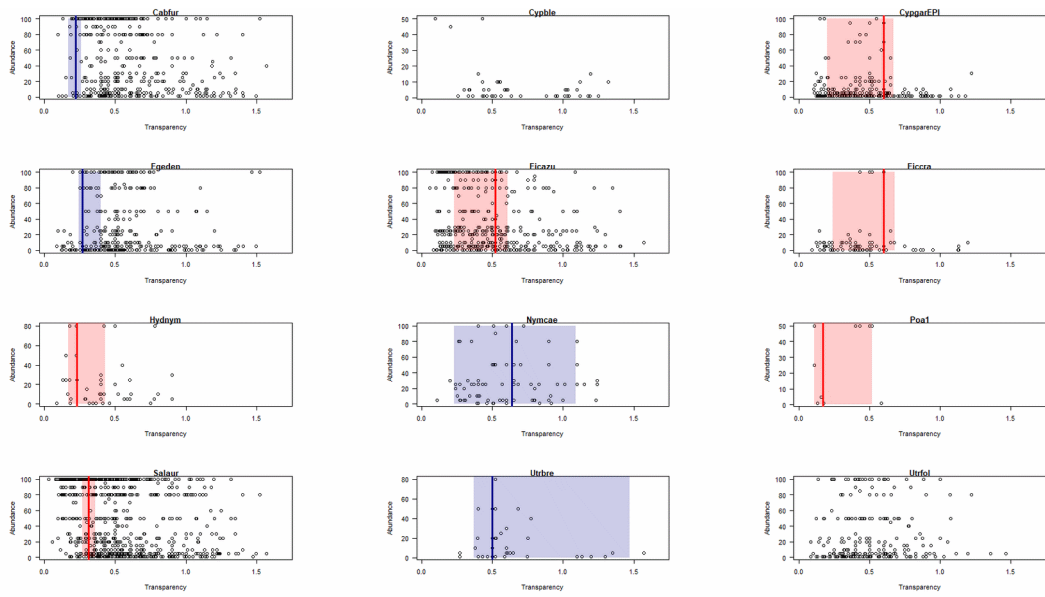 Cabfur Cypble CypgarEPI
Abundance 100 80 60 40 20 0 Abundance 50 40 30 20 10 0 Abundance 100 80 60 40 20 0
0.0 0.5 1.0 1.5 0.0 0.5 1.0 1.5 0.0 0.5 1.0 1.5
Transparency Transparency Transparency
Egeden Eicazu Eiccra
Abundance 100 80 60 40 20 0 Abundance 100 80 60 40 20 0 Abundance 100 80 60 40 20 0
0.0 0.5 1.0 1.5 0.0 0.5 1.0 1.5 0.0 0.5 1.0 1.5
Transparency Transparency Transparency
Hydnym Nymcae Poa1
Abundance 80 60 40 20 0 Abundance 100 80 60 40 20 0 Abundance 50 40 30 20 10 0
0.0 0.5 1.0 1.5 0.0 0.5 1.0 1.5 0.0 0.5 1.0 1.5
Transparency Transparency Transparency
Salaur Utrbre Utrfol
Abundance 100 80 60 40 20 0 Abundance 80 60 40 20 0 Abundance 100 80 60 40 20 0
0.0 0.5 1.0 1.5 0.0 0.5 1.0 1.5 0.0 0.5 1.0 1.5
Transparency Transparency Transparency